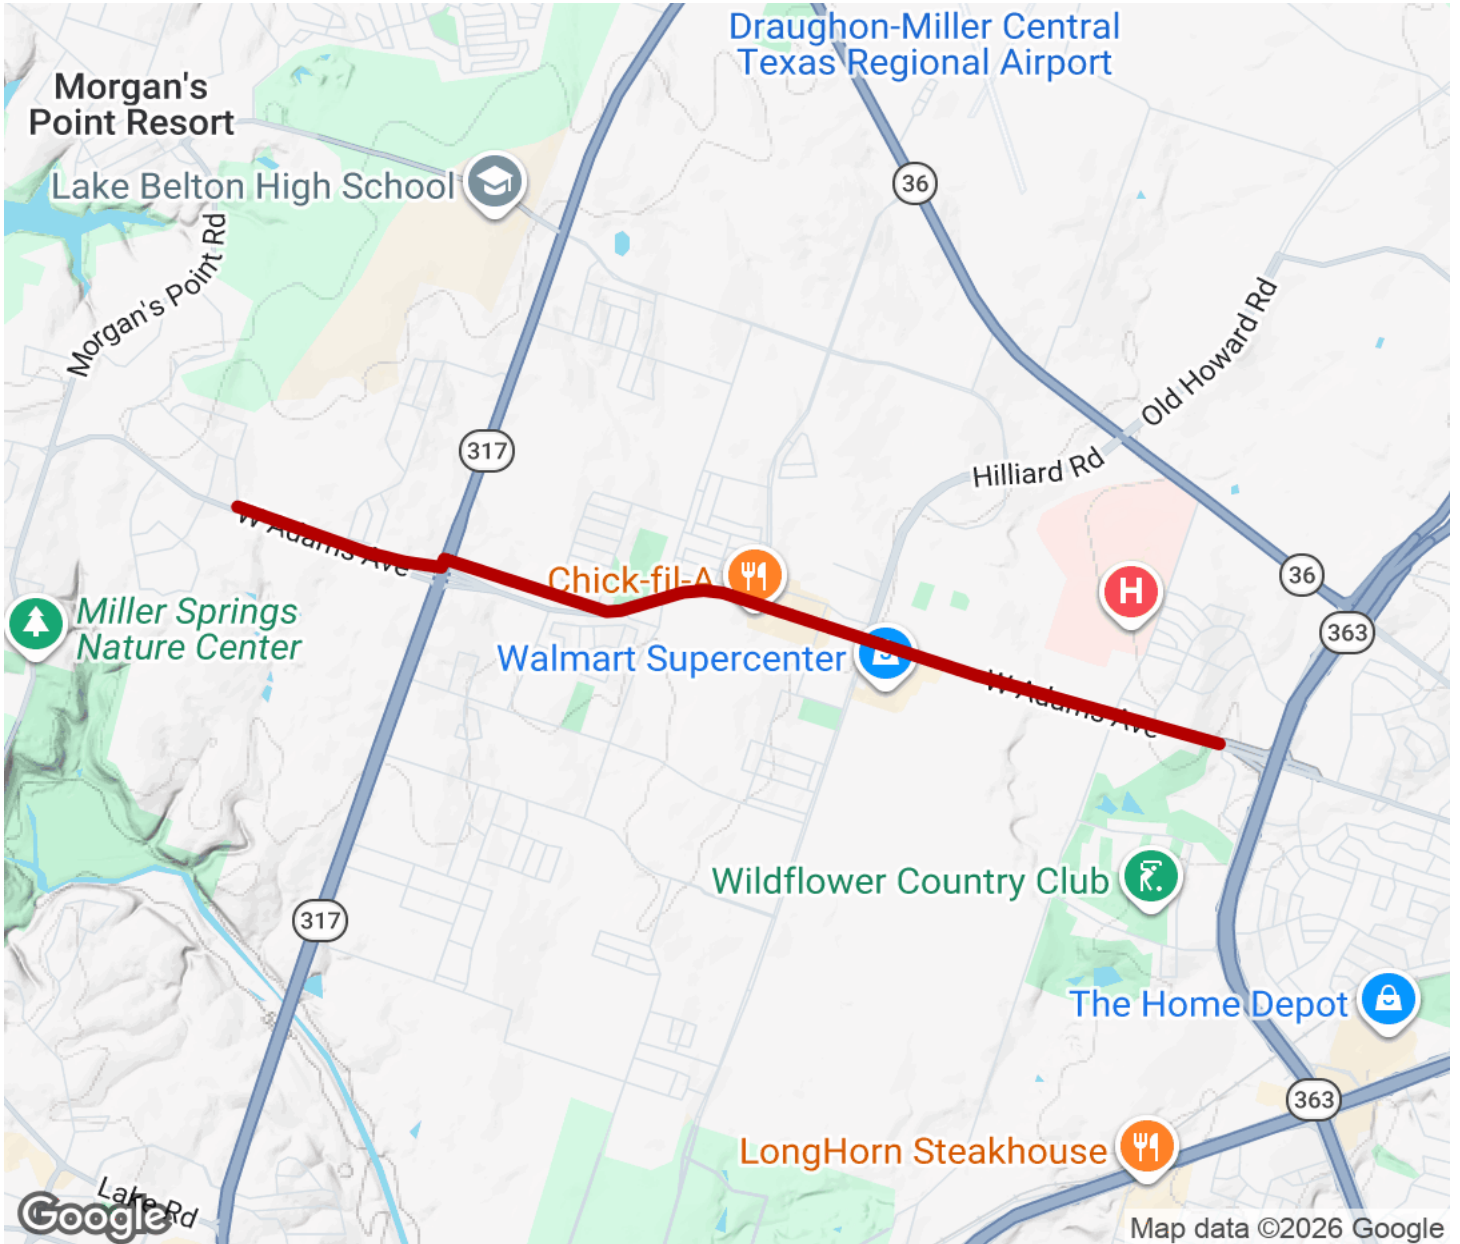 Draughon-Miller Central
Texas Regional Airport
Morgan's
Point Resort
Lake Belton High School
36
Morgan's Point Rd
Old Howard Rd
317
Hilliard Rd
W Adams Ave
Chick-fil-A
36
H
Miller Springs
Nature Center
363
Walmart Supercenter
W Adams Ave
Wildflower Country Club
317
The Home Depot
363
LongHorn Steakhouse
Lake Rd
Google
Map data ©2026 Google